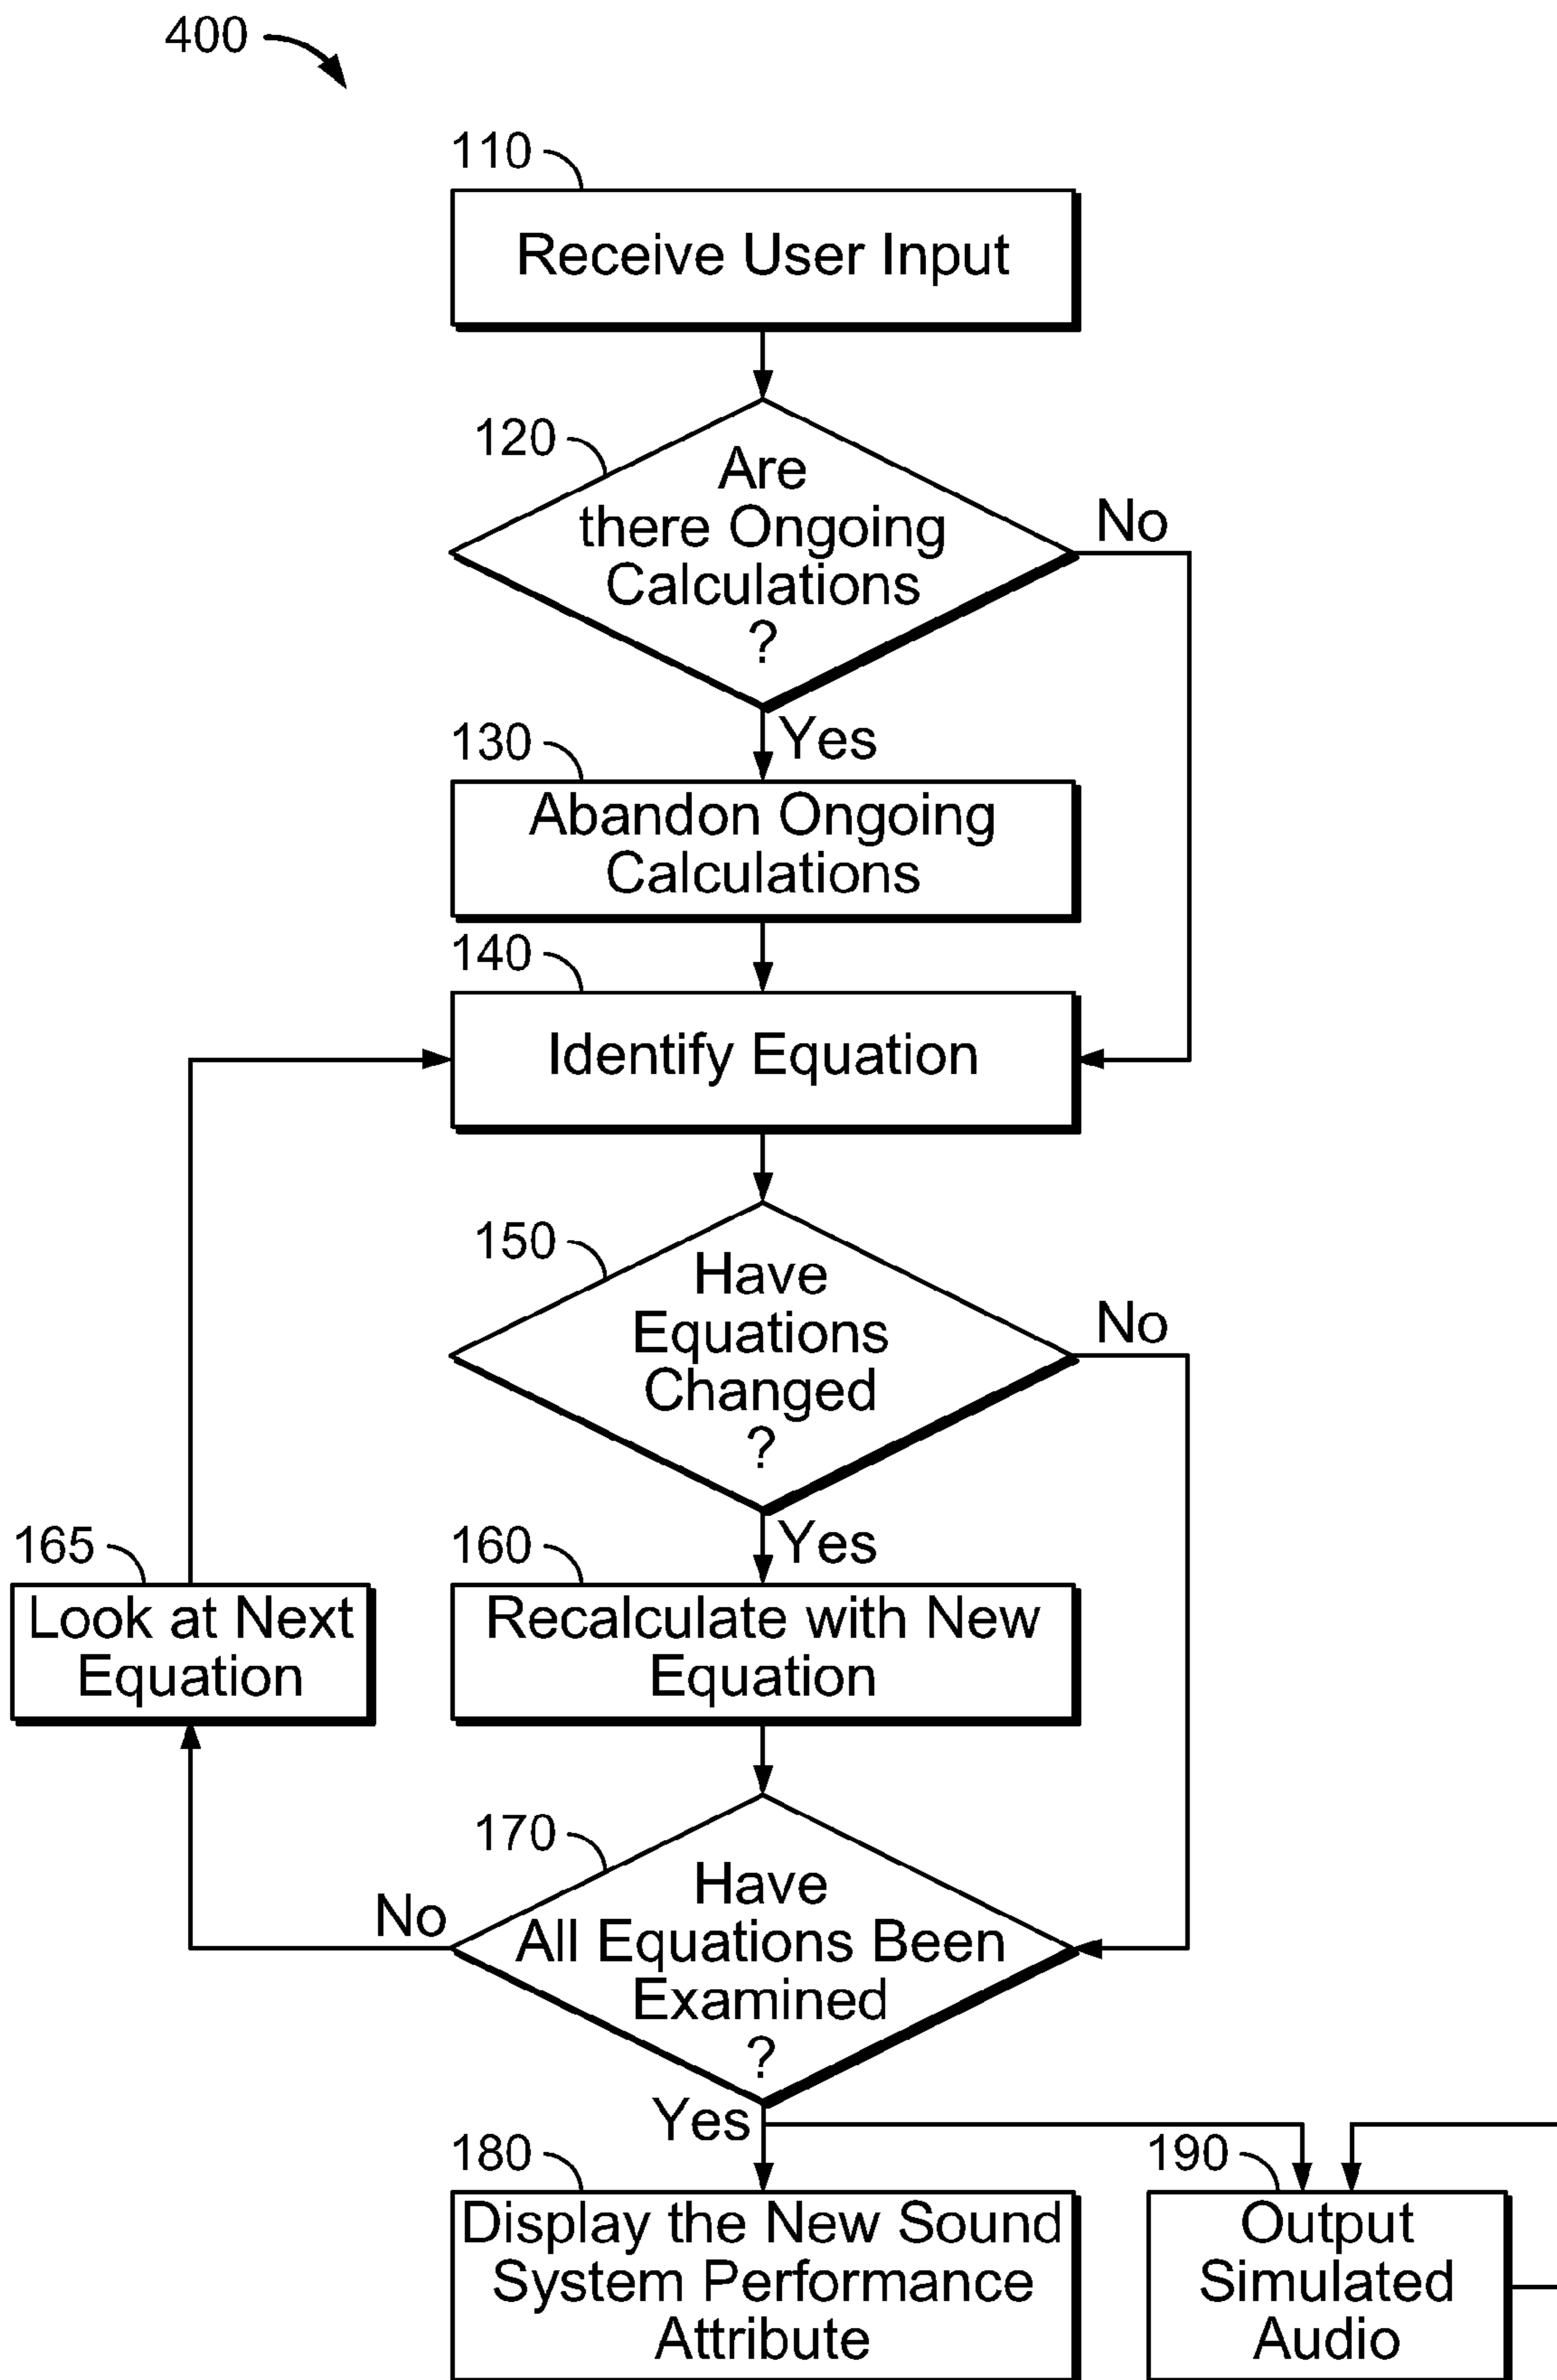 400
110
Receive User Input
120
Are
there Ongoing
Calculations
?
No
Yes
130
Abandon Ongoing
Calculations
140
Identify Equation
150
Have
Equations
Changed
?
No
Yes
165
Look at Next
Equation
160
Recalculate with New
Equation
170
Have
All Equations Been
Examined
?
No
Yes
180
Display the New Sound
System Performance
Attribute
190
Output
Simulated
Audio